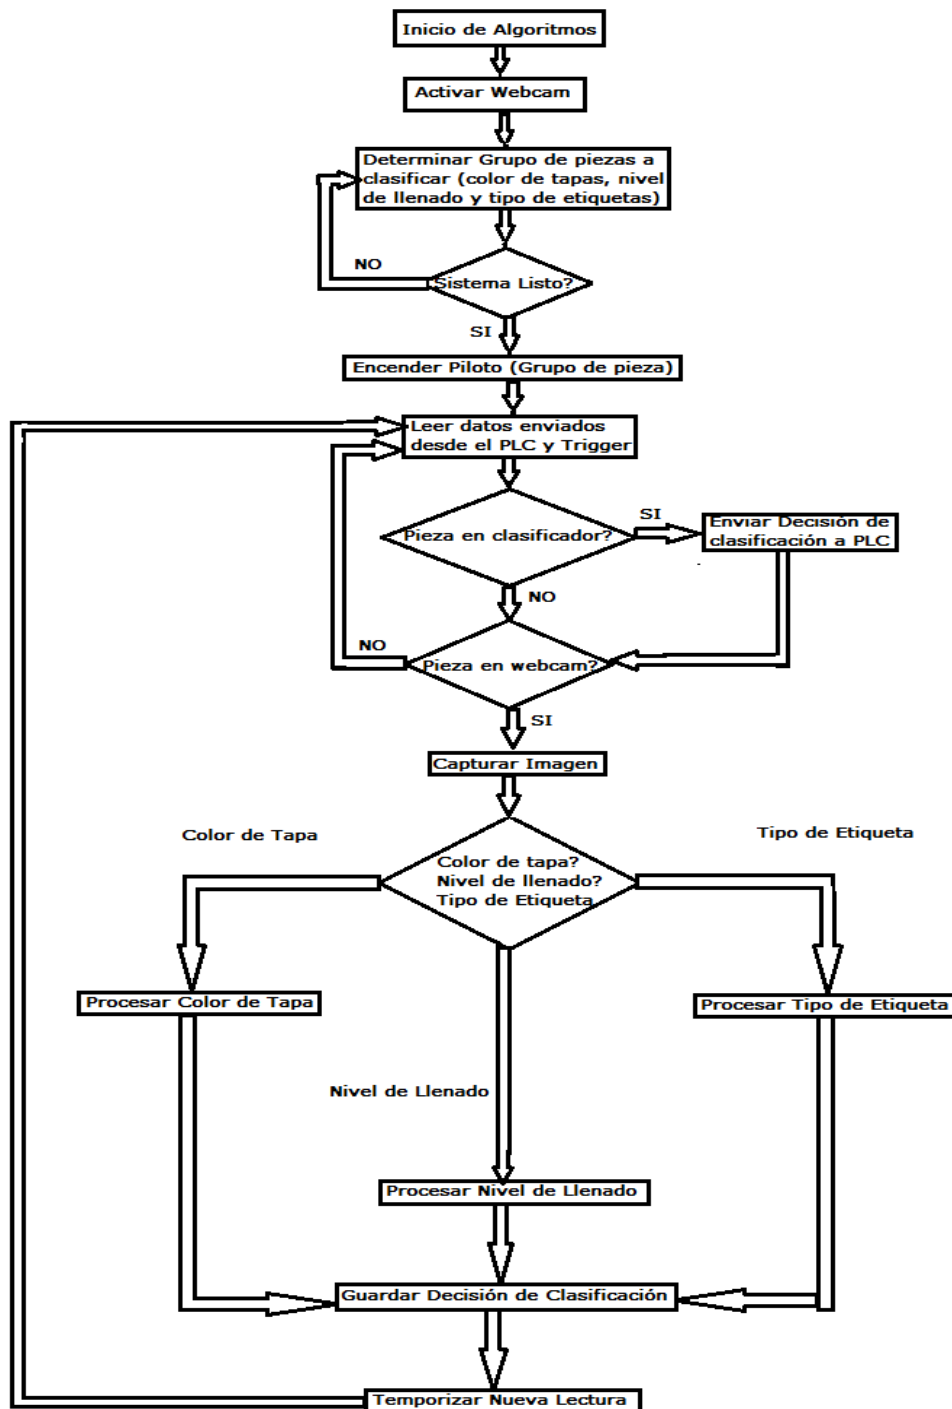 Inicio de Algoritmos
Activar Webcam
Determinar Grupo de piezas a
clasificar (color de tapas, nivel
de llenado y tipo de etiquetas)
NO
Sistema Listo?
SI
Encender Piloto (Grupo de pieza)
Leer datos enviados
desde el PLC y Trigger
Pieza en clasificador?
SI
Enviar Decisión de
clasificación a PLC
NO
NO
Pieza en webcam?
SI
Capturar Imagen
Color de Tapa
Tipo de Etiqueta
Color de tapa?
Nivel de llenado?
Tipo de Etiqueta
Procesar Color de Tapa
Procesar Tipo de Etiqueta
Nivel de Llenado
Procesar Nivel de Llenado
Guardar Decisión de Clasificación
Temporizar Nueva Lectura